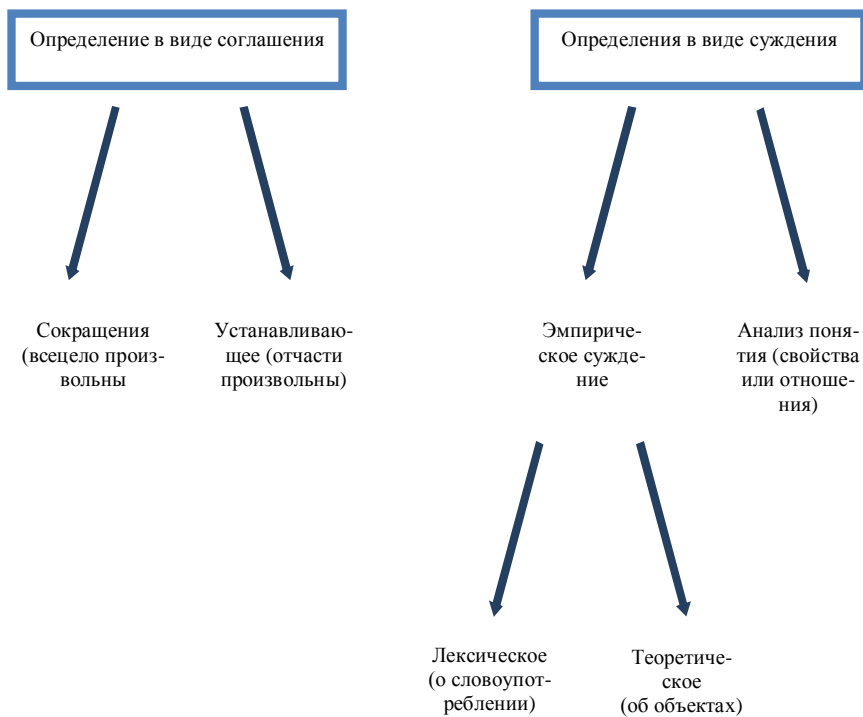 Определение в виде соглашения
Определения в виде суждения
Сокращения
(всецело произ-
вольны
Устанавливаю-
щее (отчасти
произвольны)
Эмпириче-
ское сужде-
ние
Анализ поня-
тия (свойства
или отноше-
ния)
Лексическое
(о словоупот-
реблении)
Теоретиче-
ское
(об объектах)